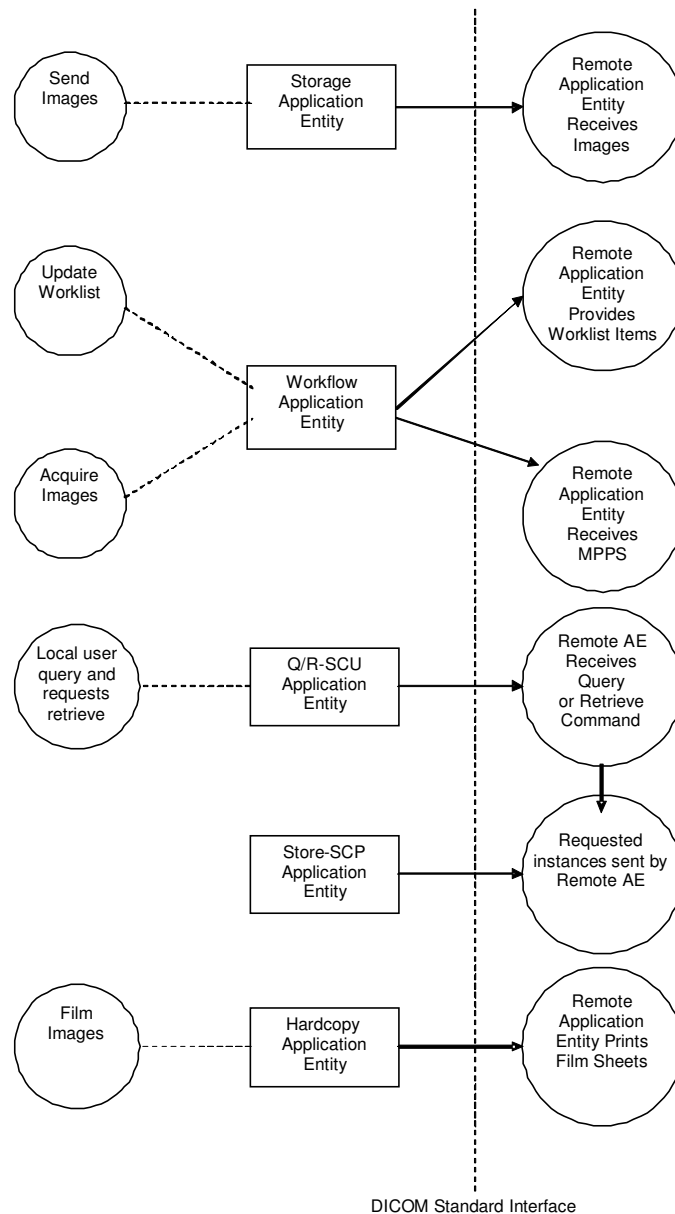 Send
Images
Storage
Application
Entity
Remote
Application
Entity
Receives
Images
Update
Worklist
Remote
Application
Entity
Provides
Worklist Items
Workflow
Application
Entity
Acquire
Images
Remote
Application
Entity
Receives
MPPS
Local user
query and
requests
retrieve
Q/R-SCU
Application
Entity
Remote AE
Receives
Query
or Retrieve
Command
Store-SCP
Application
Entity
Requested
instances sent by
Remote AE
Film
Images
Hardcopy
Application
Entity
Remote
Application
Entity Prints
Film Sheets
DICOM Standard Interface